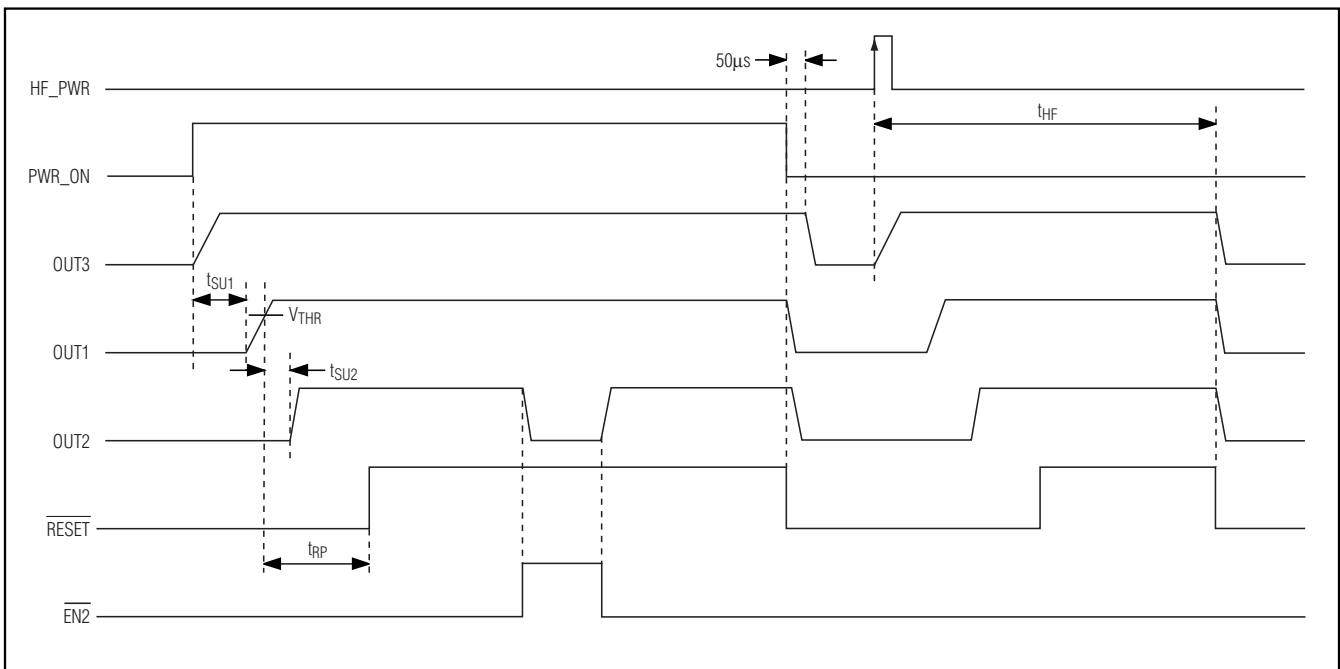 50µs
HF_PWR
tHF
PWR_ON
OUT3
tSU1
VTHR
OUT1
tSU2
OUT2
RESET
tRP
EN2